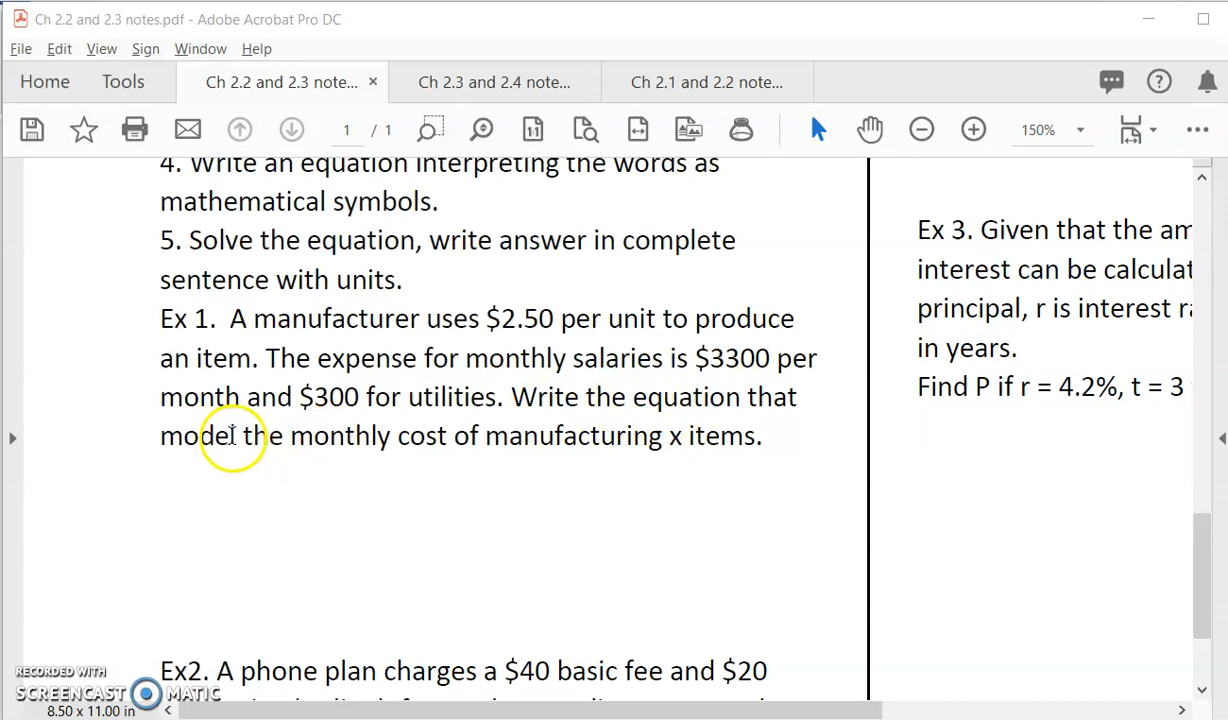 Ch 2.2 and 2.3 notes.pdf - Adobe Acrobat Pro DC
File Edit View Sign Window Help
Home Tools Ch 2.2 and 2.3 note... × Ch 2.3 and 2.4 note... Ch 2.1 and 2.2 note...
1 / 1 150%
4. Write an equation interpreting the words as
mathematical symbols.
5. Solve the equation, write answer in complete
sentence with units.
Ex 1. A manufacturer uses $2.50 per unit to produce
an item. The expense for monthly salaries is $3300 per
month and $300 for utilities. Write the equation that
model the monthly cost of manufacturing x items.
Ex2. A phone plan charges a $40 basic fee and $20
Ex 3. Given that the am
interest can be calculat
principal, r is interest ra
in years.
Find P if r = 4.2%, t = 3
RECORDED WITH
SCREENCAST MATIC
8.50 x 11.00 in